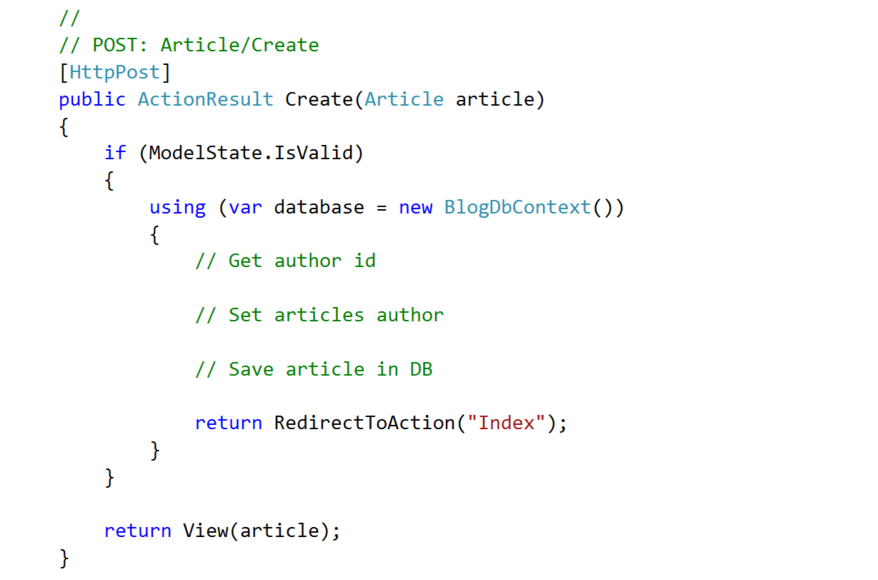 //
// POST: Article/Create
[HttpPost]
public ActionResult Create(Article article)
{
    if (ModelState.IsValid)
    {
        using (var database = new BlogDbContext())
        {
            // Get author id

            // Set articles author

            // Save article in DB

            return RedirectToAction("Index");
        }
    }

    return View(article);
}